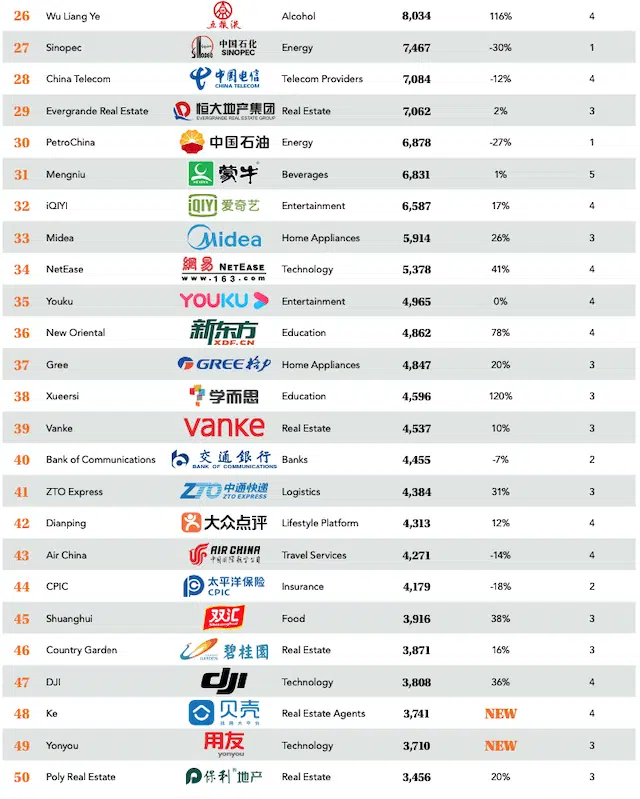 26 Wu Liang Ye 五粮液 Alcohol 8,034 116% 4
27 Sinopec 中国石化 SINOPEC Energy 7,467 -30% 1
28 China Telecom 中国电信 CHINA TELECOM Telecom Providers 7,084 -12% 4
29 Evergrande Real Estate 恒大地产集团 EVERGRANDE REAL ESTATE GROUP Real Estate 7,062 2% 3
30 PetroChina 中国石油 Energy 6,878 -27% 1
31 Mengniu 蒙牛 Beverages 6,831 1% 5
32 iQIYI iQIYI 爱奇艺 Entertainment 6,587 17% 4
33 Midea Midea Home Appliances 5,914 26% 3
34 NetEase 網易 NETEASE www.163.com Technology 5,378 41% 4
35 Youku YOUKU Entertainment 4,965 0% 4
36 New Oriental 新东方 XDF.CN Education 4,862 78% 4
37 Gree GREE 格力 Home Appliances 4,847 20% 3
38 Xueersi 学而思 Education 4,596 120% 3
39 Vanke vanke Real Estate 4,537 10% 3
40 Bank of Communications 交通銀行 BANK OF COMMUNICATIONS Banks 4,455 -7% 2
41 ZTO Express ZTO 中通快递 ZTO EXPRESS Logistics 4,384 31% 3
42 Dianping 大众点评 Lifestyle Platform 4,313 12% 4
43 Air China AIR CHINA 中国国际航空公司 Travel Services 4,271 -14% 4
44 CPIC 太平洋保险 CPIC Insurance 4,179 -18% 2
45 Shuanghui 双汇 Shuanghui Food 3,916 38% 3
46 Country Garden 碧桂園 Real Estate 3,871 16% 3
47 DJI dji Technology 3,808 36% 4
48 Ke 贝壳 Real Estate Agents 3,741 NEW 4
49 Yonyou 用友 yonyou Technology 3,710 NEW 3
50 Poly Real Estate 保利地产 Real Estate 3,456 20% 3